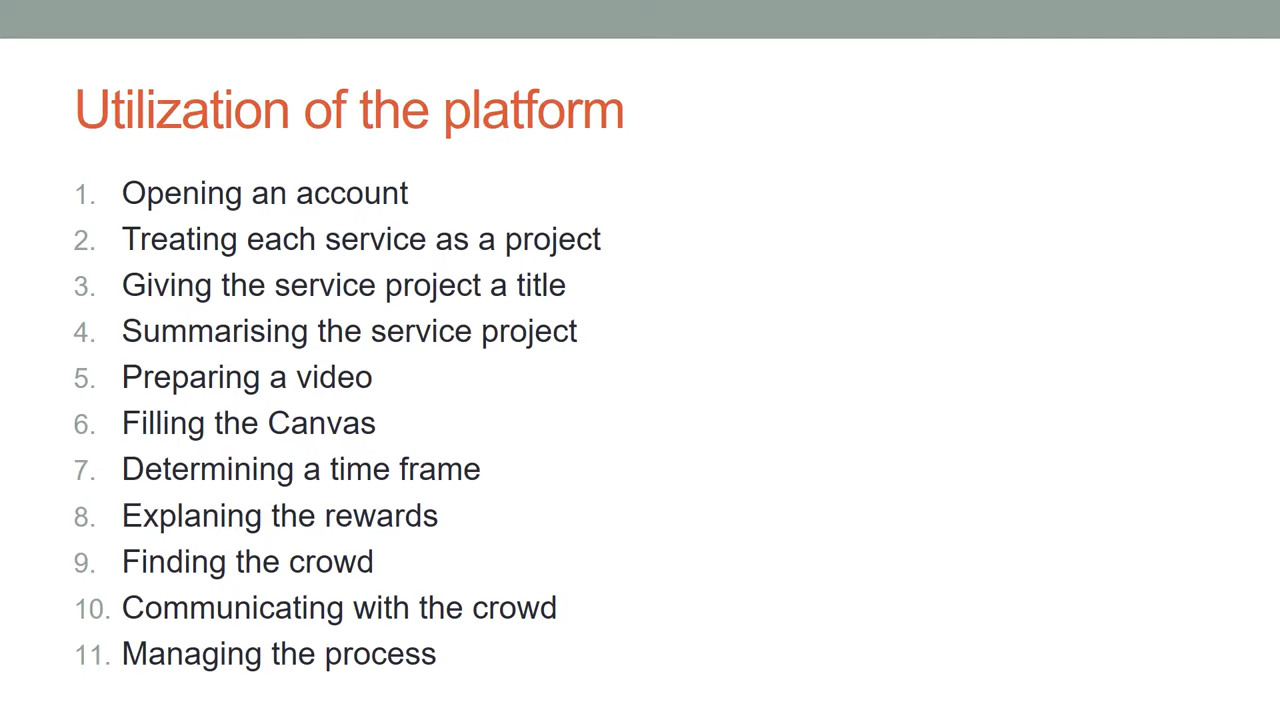 Utilization of the platform
1. Opening an account
2. Treating each service as a project
3. Giving the service project a title
4. Summarising the service project
5. Preparing a video
6. Filling the Canvas
7. Determining a time frame
8. Explaning the rewards
9. Finding the crowd
10. Communicating with the crowd
11. Managing the process